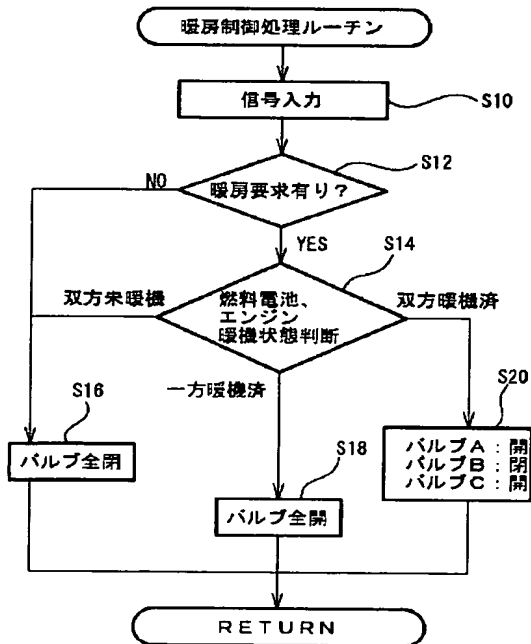 暖房制御処理ルーチン
信号入力
S10
S12
NO
暖房要求有り？
YES
S14
双方未暖機
燃料電池、
エンジン
暖機状態判断
双方暖機済
一方暖機済
S16
バルブ全閉
S18
バルブ全開
S20
バルブA：開
バルブB：閉
バルブC：開
RETURN